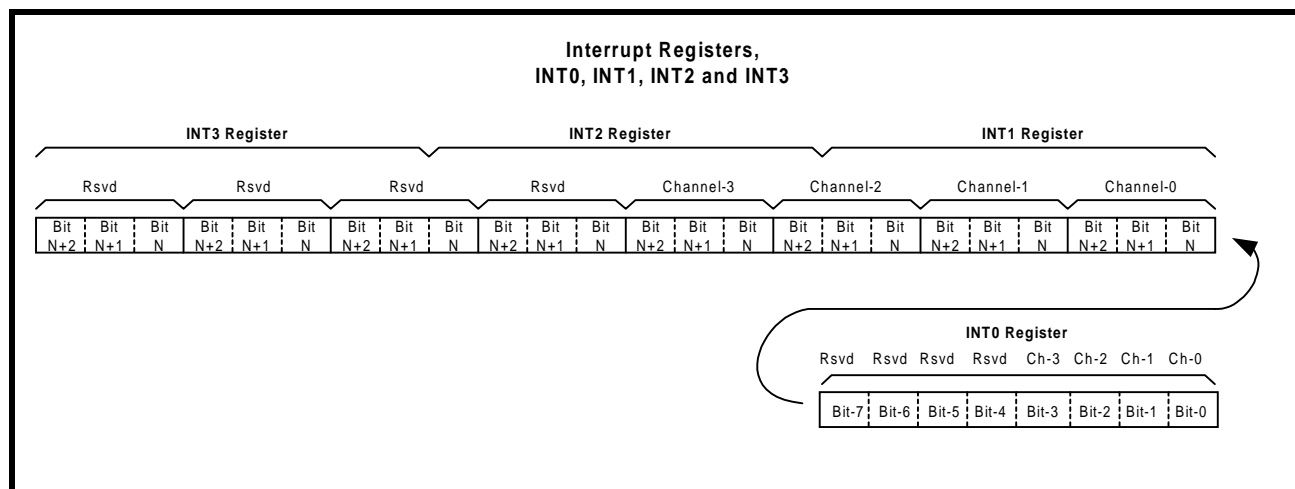 Interrupt Registers,
INT0, INT1, INT2 and INT3
INT3 Register INT2 Register INT1 Register
Rsvd Rsvd Rsvd Rsvd Channel-3 Channel-2 Channel-1 Channel-0
Bit Bit Bit Bit Bit Bit Bit Bit Bit Bit Bit Bit Bit Bit Bit Bit Bit Bit Bit Bit Bit Bit Bit Bit
N+2 N+1 N N+2 N+1 N N+2 N+1 N N+2 N+1 N N+2 N+1 N N+2 N+1 N N+2 N+1 N N+2 N+1 N
INT0 Register
Rsvd Rsvd Rsvd Rsvd Ch-3 Ch-2 Ch-1 Ch-0
Bit-7 Bit-6 Bit-5 Bit-4 Bit-3 Bit-2 Bit-1 Bit-0